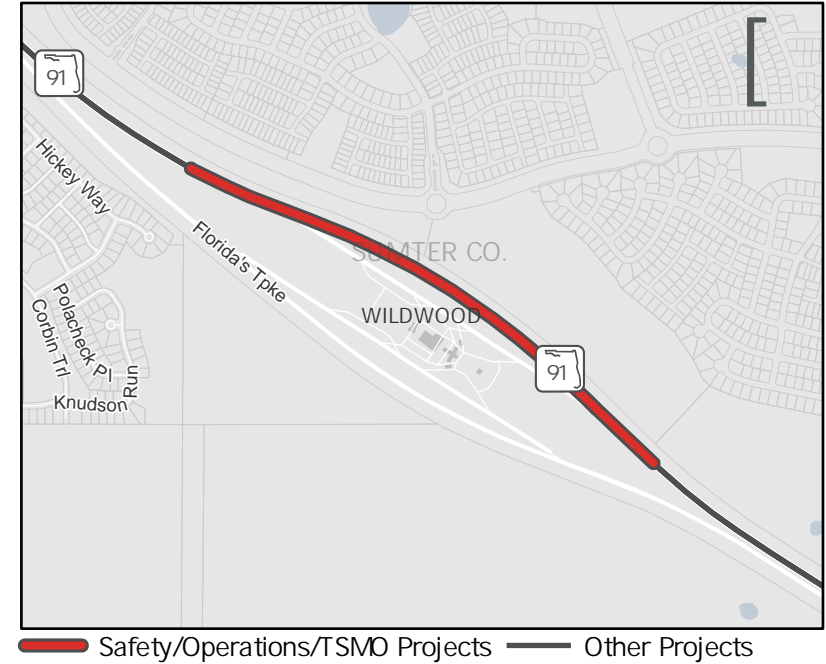 91
Hickey Way
Florida's Tpke
SUMTER CO.
Polacheck Pl
Corbin Trl
WILDWOOD
Run
91
Knudson
Safety/Operations/TSMO Projects
Other Projects